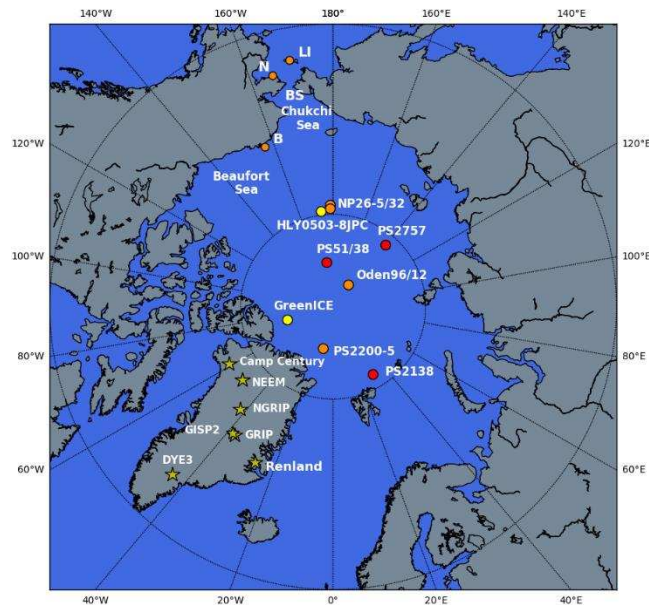 160°W 180° 160°E 140°E
LI
N
BS
Chukchi
Sea
120°W
B
140°E
Beaufort
Sea
NP26-5/32
HLY0503-8JPC
PS2757
100°W
PS51/38
100°E
Oden96/12
GreenICE
80°W
PS2200-5
80°E
Camp Century
PS2138
NEEM
NGRIP
GISP2
GRIP
60°W
DYE3
Renland
60°E
40°W 20°W 0° 20°E 40°E